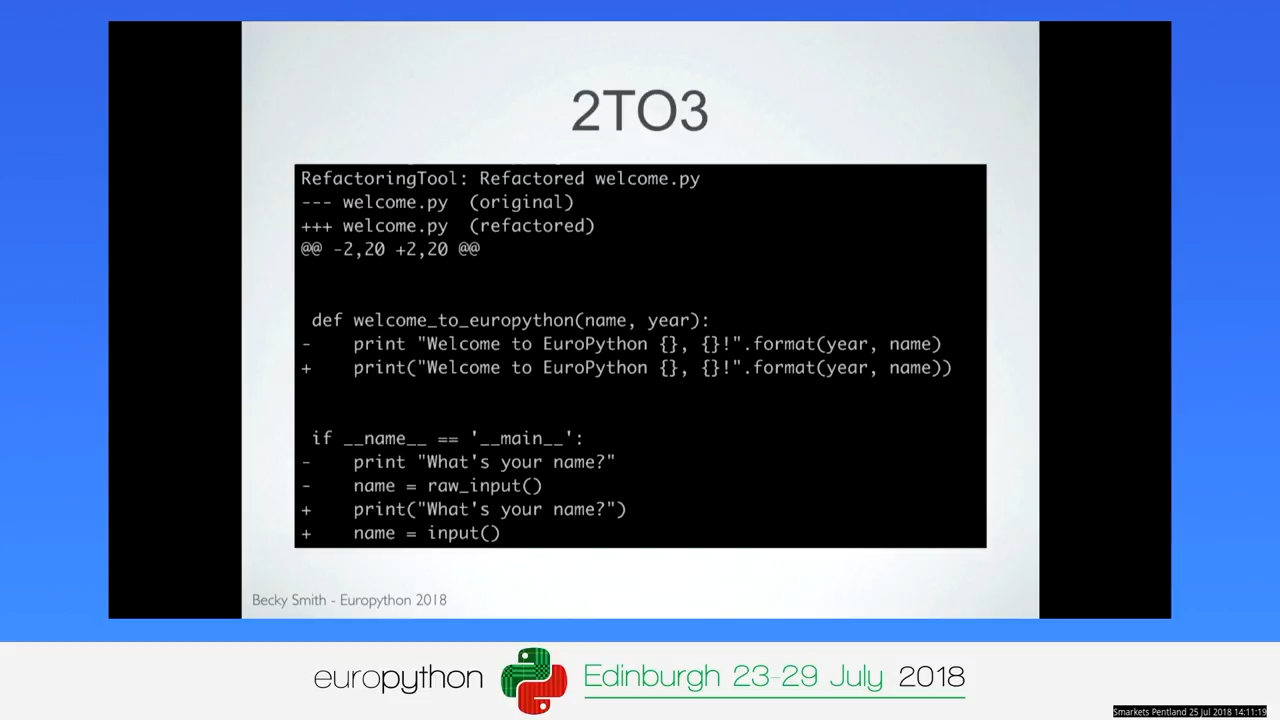 2TO3
RefactoringTool: Refactored welcome.py
--- welcome.py  (original)
+++ welcome.py  (refactored)
@@ -2,20 +2,20 @@
 def welcome_to_europython(name, year):
-    print "Welcome to EuroPython {}, {}!".format(year, name)
+    print("Welcome to EuroPython {}, {}!".format(year, name))
 if __name__ == '__main__':
-    print "What's your name?"
-    name = raw_input()
+    print("What's your name?")
+    name = input()
Becky Smith - Europython 2018
europython Edinburgh 23-29 July 2018
Smarkets Pentland 25 Jul 2018 14:11:19